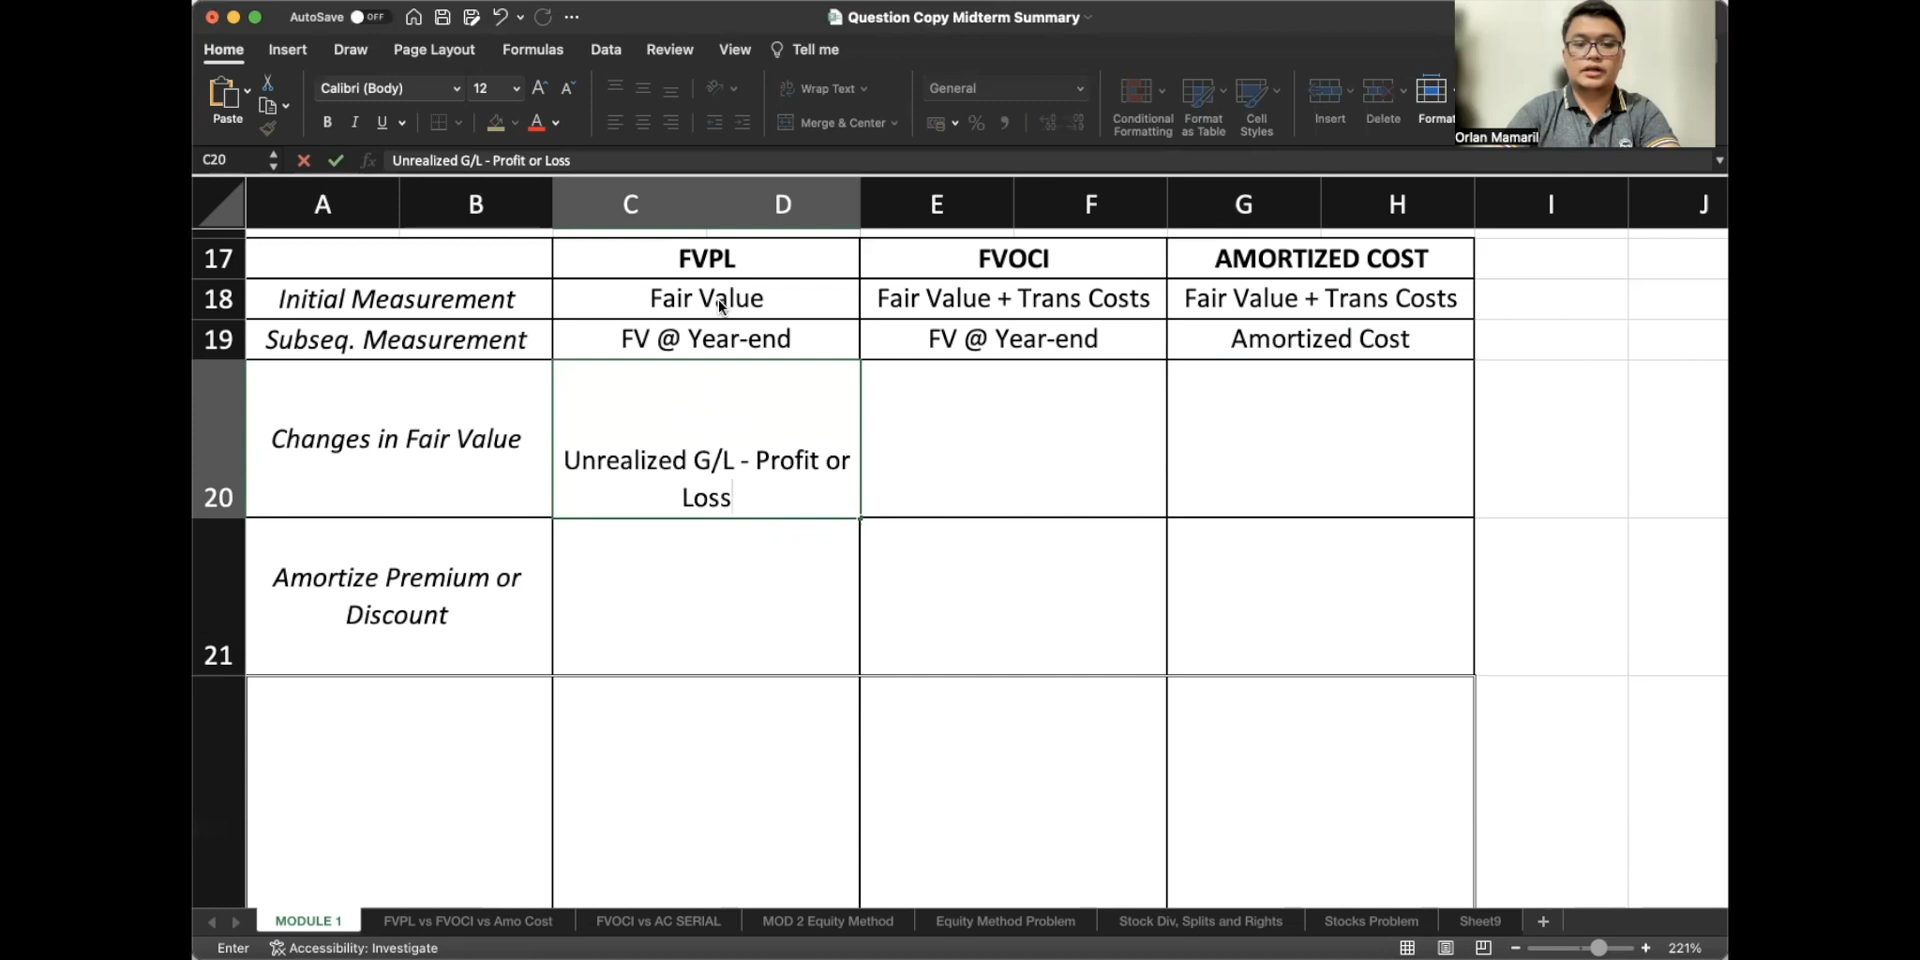 AutoSave OFF
Question Copy Midterm Summary
Home Insert Draw Page Layout Formulas Data Review View Tell me
Paste
Calibri (Body) 12
B I U
Wrap Text
Merge & Center
General
Conditional
Formatting
Format
as Table
Cell
Styles
Insert Delete Format
Orlan Mamaril
C20 fx Unrealized G/L - Profit or Loss
A B C D E F G H I J
17 FVPL FVOCI AMORTIZED COST
18 Initial Measurement Fair Value Fair Value + Trans Costs Fair Value + Trans Costs
19 Subseq. Measurement FV @ Year-end FV @ Year-end Amortized Cost
20 Changes in Fair Value Unrealized G/L - Profit or
Loss
21 Amortize Premium or
Discount
MODULE 1 FVPL vs FVOCI vs Amo Cost FVOCI vs AC SERIAL MOD 2 Equity Method Equity Method Problem Stock Div, Splits and Rights Stocks Problem Sheet9 +
Enter Accessibility: Investigate 221%